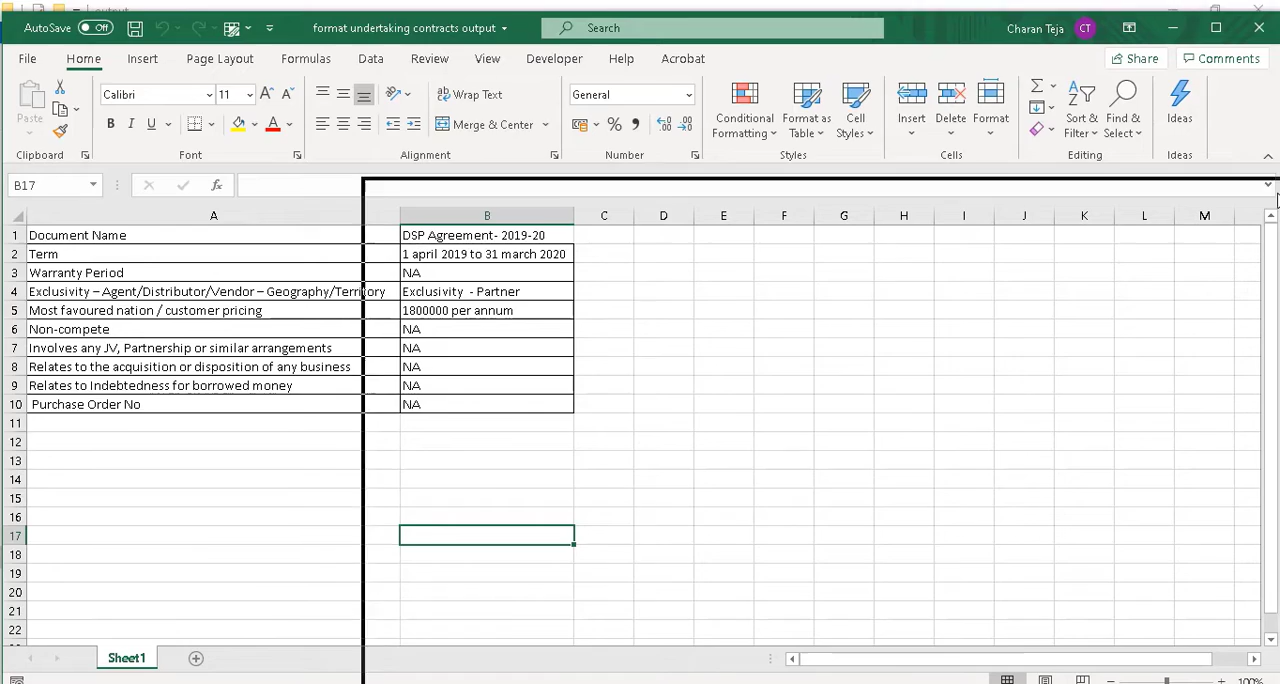 output
AutoSave Off format undertaking contracts output Search Charan Teja CT
File Home Insert Page Layout Formulas Data Review View Developer Help Acrobat Share Comments
Paste Calibri 11 A A Wrap Text General Conditional Formatting Format as Table Cell Styles Insert Delete Format Sort & Filter Find & Select Ideas
B I U A Merge & Center % 9
Clipboard Font Alignment Number Styles Cells Editing Ideas
B17 fx
A B C D E F G H I J K L M
1 Document Name DSP Agreement- 2019-20
2 Term 1 april 2019 to 31 march 2020
3 Warranty Period NA
4 Exclusivity – Agent/Distributor/Vendor – Geography/Territory Exclusivity - Partner
5 Most favoured nation / customer pricing 1800000 per annum
6 Non-compete NA
7 Involves any JV, Partnership or similar arrangements NA
8 Relates to the acquisition or disposition of any business NA
9 Relates to Indebtedness for borrowed money NA
10 Purchase Order No NA
11
12
13
14
15
16
17
18
19
20
21
22
Sheet1
100%